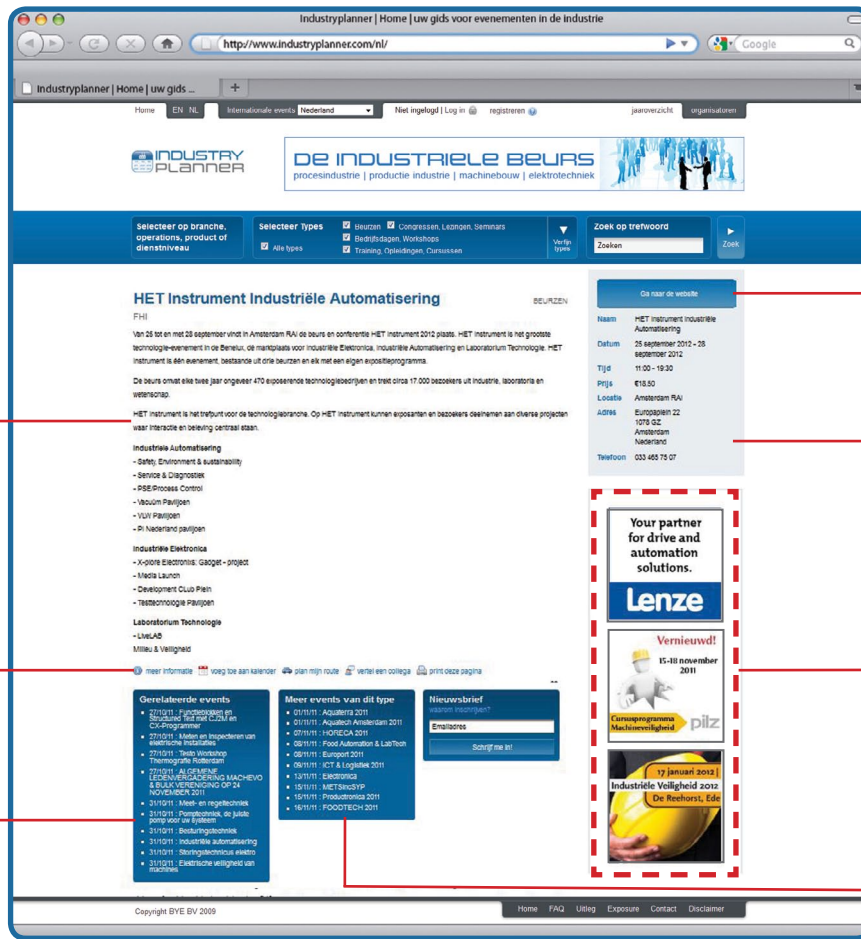 Industryplanner | Home | uw gids voor evenementen in de industrie
http://www.industryplanner.com/nl/
Google
Industryplanner | Home | uw gids ...
Home EN NL Internationale events Nederland Niet ingelogd | Log in registreren jaaroverzicht organisatoren
INDUSTRY
PLANNER
DE INDUSTRIELE BEURS
procesindustrie | productie industrie | machinebouw | elektrotechniek
Selecteer op branche,
operations, product of
dienstniveau
Selecteer Types
Alle types
Beurzen Congressen, Lezingen, Seminars
Bedrijfsdagen, Workshops
Training, Opleidingen, Cursussen
Verfijn
types
Zoek op trefwoord
Zoeken
Zoek
HET Instrument Industriële Automatisering
BEURZEN
FHI
Van 25 tot en met 28 september vindt in Amsterdam RAI de beurs en conferentie HET Instrument 2012 plaats. HET Instrument is het grootste
technologie-evenement in de Benelux, dé marktplaats voor Industriële Elektronica, Industriële Automatisering en Laboratorium Technologie. HET
Instrument is één evenement, bestaande uit drie beurzen en elk met een eigen expositieprogramma.
De beurs omvat elke twee jaar ongeveer 470 exposerende technologiebedrijven en trekt circa 17.000 bezoekers uit industrie, laboratoria en
wetenschap.
HET Instrument is het trefpunt voor de technologiebranche. Op HET Instrument kunnen exposanten en bezoekers deelnemen aan diverse projecten
waar interactie en beleving centraal staan.
Industriele Automatisering
- Safety, Environment & sustainability
- Service & Diagnostiek
- PSE/Process Control
- Vacuüm Paviljoen
- VLW Paviljoen
- PI Nederland paviljoen
Industriële Elektronica
- X-plore Electronixs: Gadget - project
- Media Launch
- Development CLub Plein
- Testtechnologie Paviljoen
Laboratorium Technologie
- LiveLAB
Milieu & Veiligheid
meer informatie voeg toe aan kalender plan mijn route vertel een collega print deze pagina
Ga naar de website
Naam HET Instrument Industriële
Automatisering
Datum 25 september 2012 - 28
september 2012
Tijd 11:00 - 19:30
Prijs €18,50
Locatie Amsterdam RAI
Adres Europaplein 22
1078 GZ
Amsterdam
Nederland
Telefoon 033 465 75 07
Your partner
for drive and
automation
solutions.
Lenze
Vernieuwd!
15-18 november
2011
Cursusprogramma
Machineveiligheid
pilz
17 januari 2012 |
Industriële Veiligheid 2012
De Reehorst, Ede
Gerelateerde events
27/10/11 : Functieblokken en
Structured Text met CJ2M en
CX-Programmer
27/10/11 : Meten en inspecteren van
elektrische installaties
27/10/11 : Testo Workshop
Thermografie Rotterdam
27/10/11 : ALGEMENE
LEDENVERGADERING MACHEVO
& BULK VERENIGING OP 24
NOVEMBER 2011
31/10/11 : Meet- en regeltechniek
31/10/11 : Pomptechniek, de juiste
pomp voor uw systeem
31/10/11 : Besturingstechniek
31/10/11 : Industriële automatisering
31/10/11 : Storingstechnicus elektro
31/10/11 : Elektrische veiligheid van
machines
Meer events van dit type
01/11/11 : Aquaterra 2011
01/11/11 : Aquatech Amsterdam 2011
07/11/11 : HORECA 2011
08/11/11 : Food Automation & LabTech
08/11/11 : Europort 2011
09/11/11 : ICT & Logistiek 2011
13/11/11 : Electronica
15/11/11 : METSincSYP
15/11/11 : Productronica 2011
16/11/11 : FOODTECH 2011
Nieuwsbrief
waarom inschrijven?
Emailadres
Schrijf me in!
Copyright BYE BV 2009
Home FAQ Uitleg Exposure Contact Disclaimer